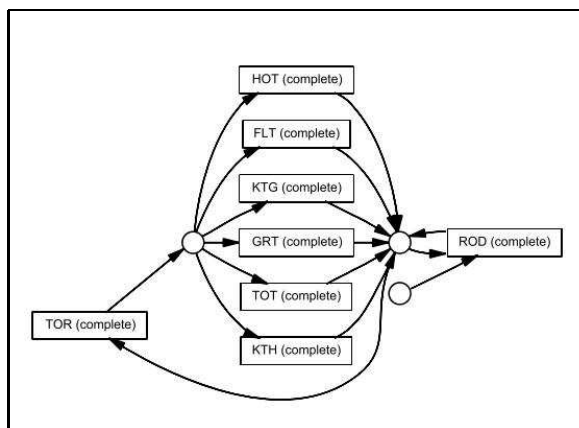 HOT (complete)
FLT (complete)
KTG (complete)
GRT (complete)
ROD (complete)
TOT (complete)
TOR (complete)
KTH (complete)